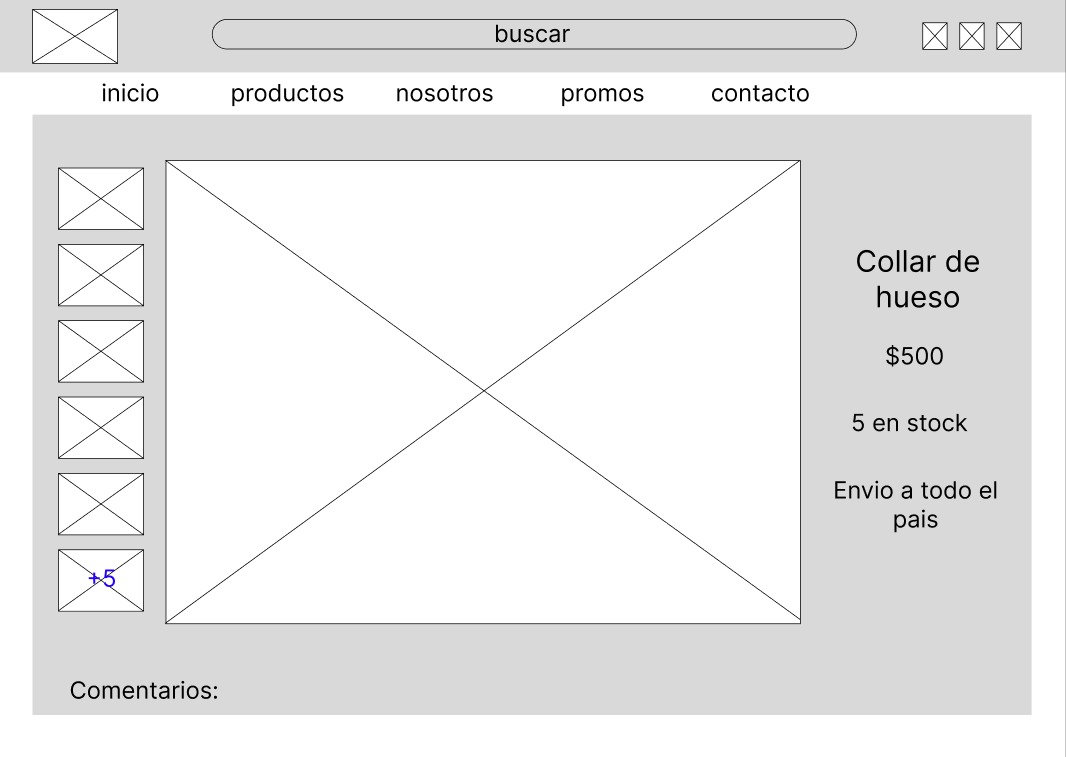 buscar
inicio productos nosotros promos contacto
Collar de
hueso
$500
5 en stock
Envio a todo el
pais
+5
Comentarios: